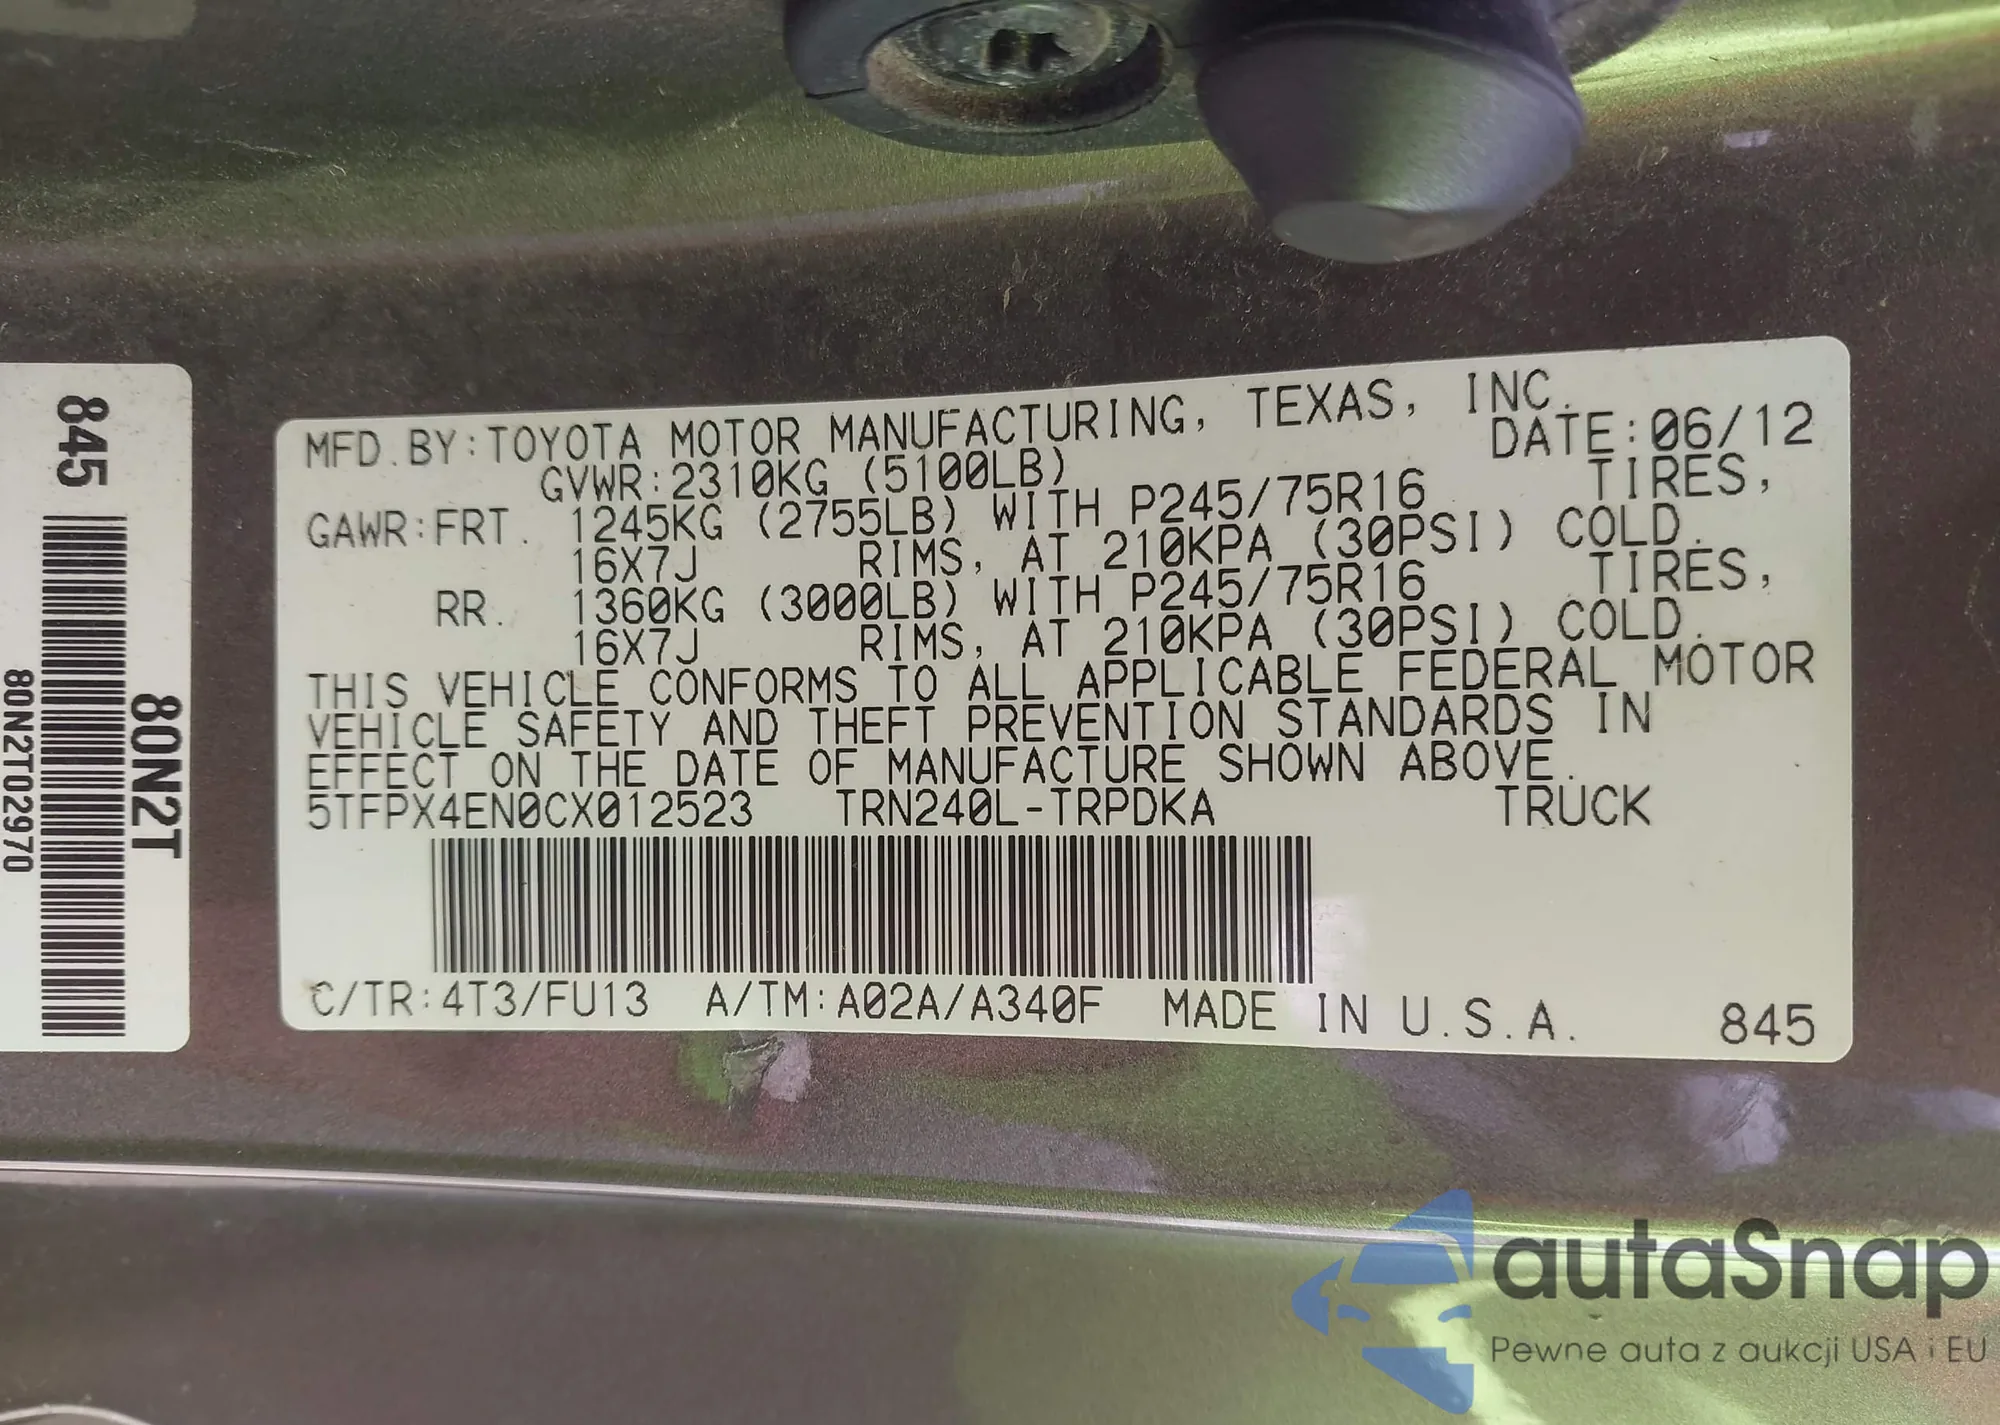 845
80N2T
80N2T02970
MFD.BY:TOYOTA MOTOR MANUFACTURING, TEXAS, INC.
GVWR:2310KG (5100LB) DATE:06/12
GAWR:FRT. 1245KG (2755LB) WITH P245/75R16 TIRES,
16X7J RIMS, AT 210KPA (30PSI) COLD.
RR. 1360KG (3000LB) WITH P245/75R16 TIRES,
16X7J RIMS, AT 210KPA (30PSI) COLD.
THIS VEHICLE CONFORMS TO ALL APPLICABLE FEDERAL MOTOR
VEHICLE SAFETY AND THEFT PREVENTION STANDARDS IN
EFFECT ON THE DATE OF MANUFACTURE SHOWN ABOVE.
5TFPX4EN0CX012523 TRN240L-TRPDKA TRUCK
C/TR:4T3/FU13 A/TM:A02A/A340F MADE IN U.S.A. 845
autaSnap
Pewne auta z aukcji USA i EU